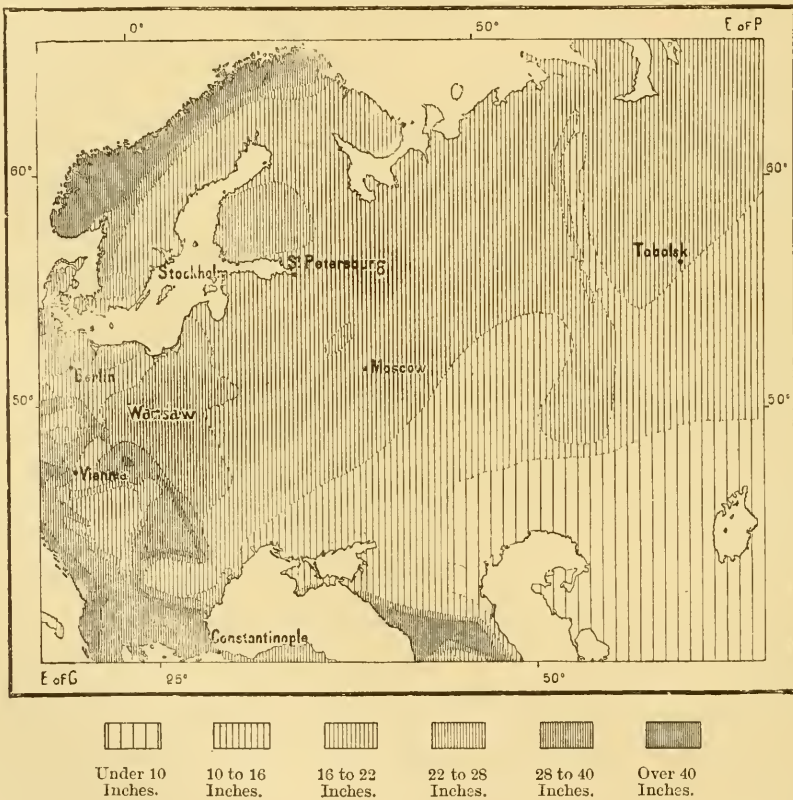 0° 50° E of P
60° 60°
Tobolsk
Stockholm St Petersburg
Berlin Moscow
50° 50°
Warsaw
Vienna
Constantinople
E of G 25° 50°
Under 10 10 to 16 16 to 22 22 to 28 28 to 40 Over 40
Inches. Inches. Inches. Inches. Inches. Inches.